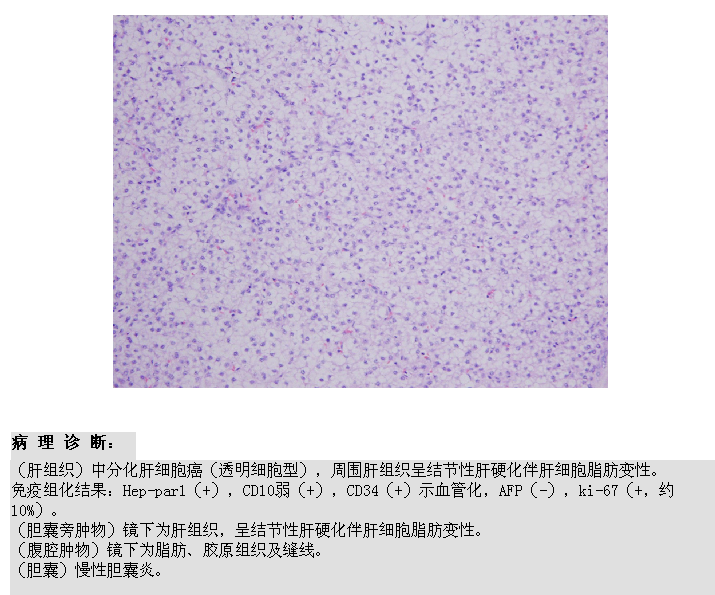 病 理 诊 断：
（肝组织）中分化肝细胞癌（透明细胞型），周围肝组织呈结节性肝硬化伴肝细胞脂肪变性。
免疫组化结果：Hep-par1（+），CD10弱（+），CD34（+）示血管化，AFP（-），ki-67（+，约
10%）。
（胆囊旁肿物）镜下为肝组织，呈结节性肝硬化伴肝细胞脂肪变性。
（腹腔肿物）镜下为脂肪、胶原组织及缝线。
（胆囊）慢性胆囊炎。